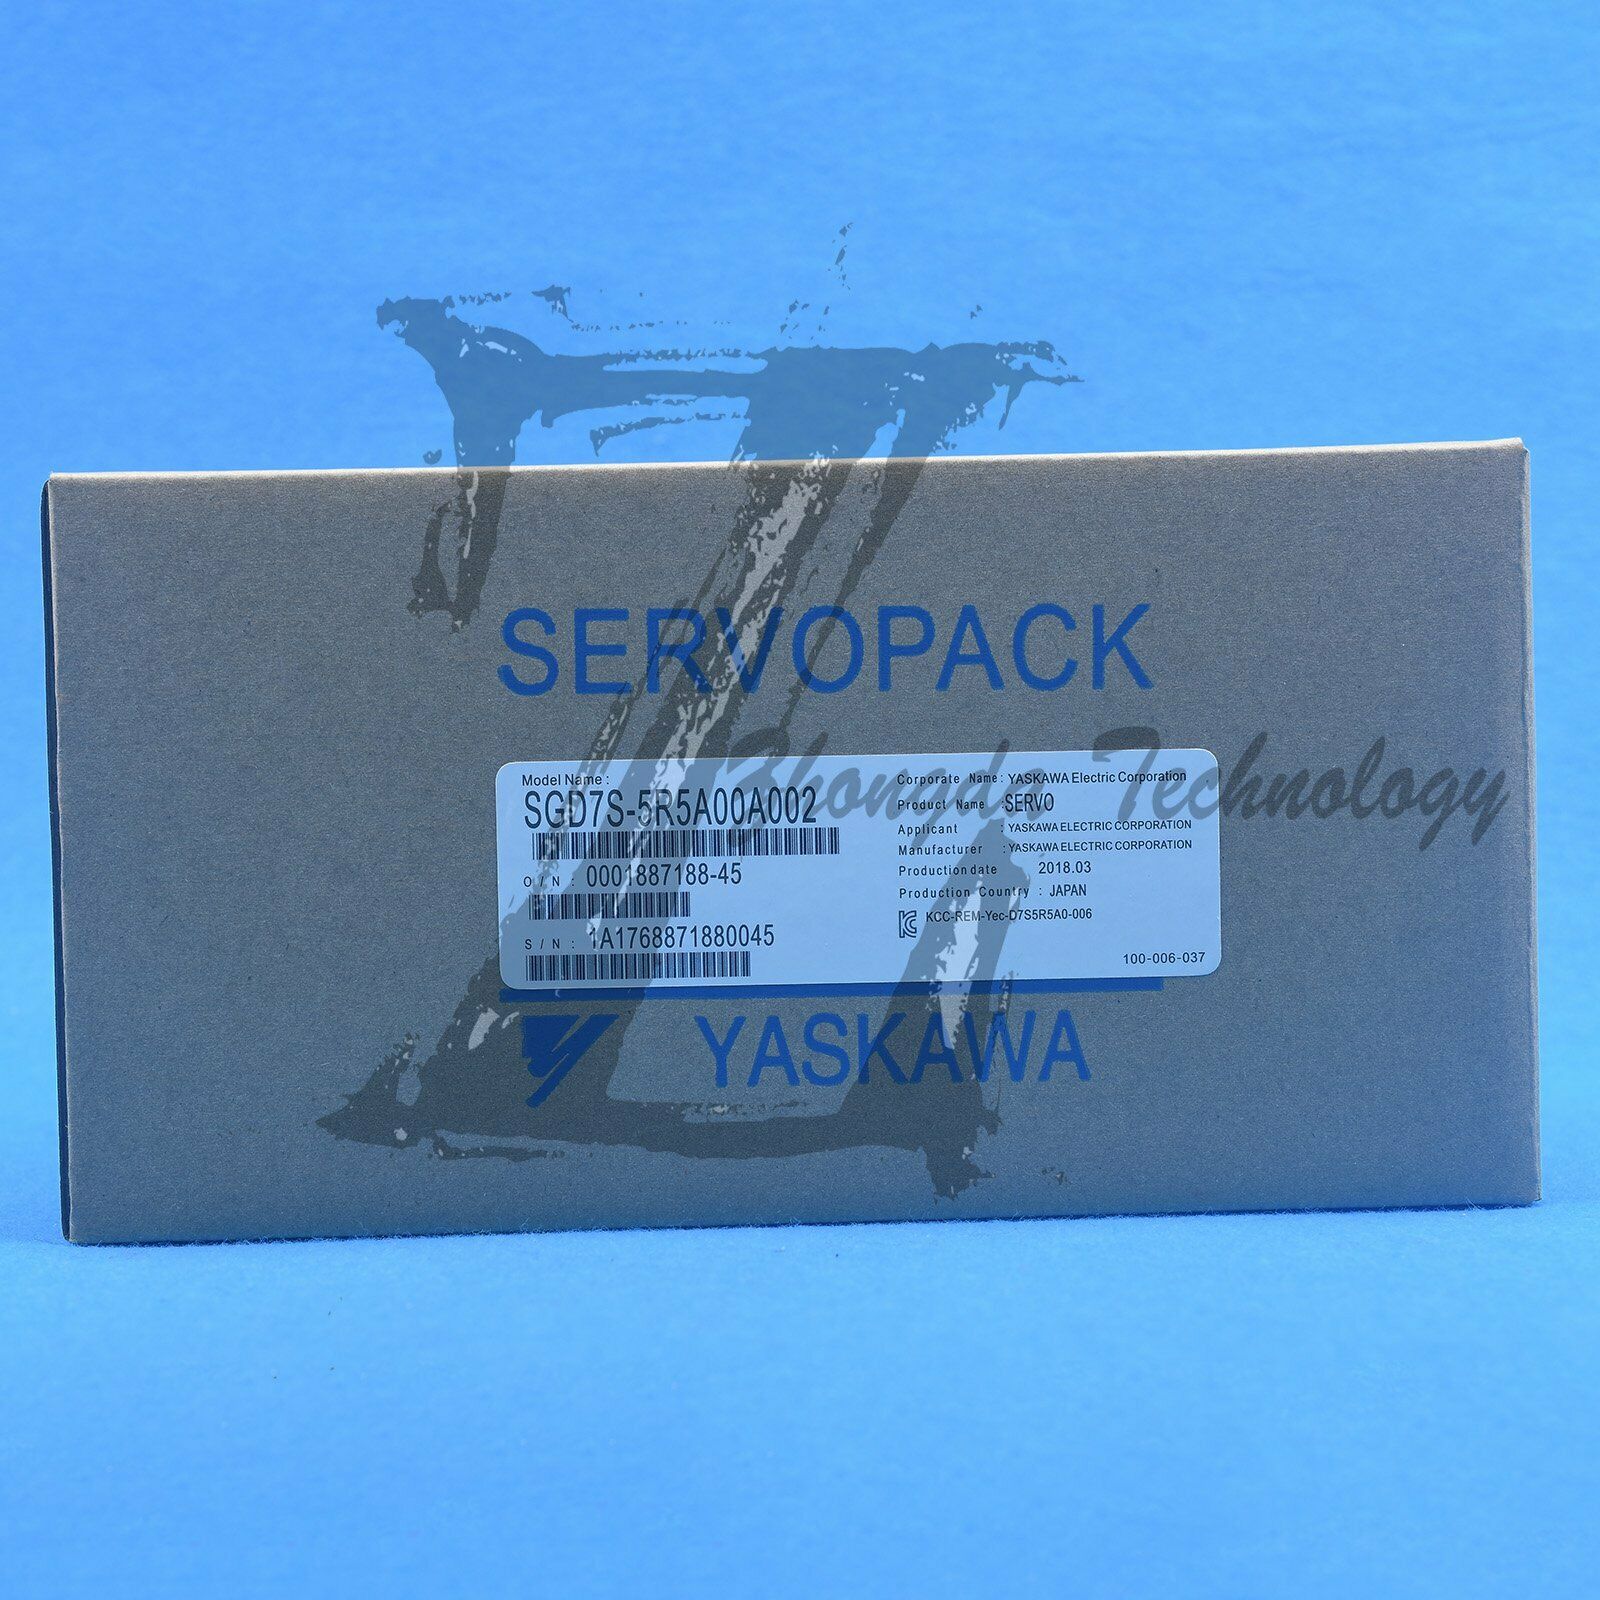 SERVOPACK
Model Name :
SGD7S-5R5A00A002
O/N : 0001887188-45
S/N : 1A1768871880045
Corporate Name : YASKAWA Electric Corporation
Product Name : SERVO
Applicant : YASKAWA ELECTRIC CORPORATION
Manufacturer : YASKAWA ELECTRIC CORPORATION
Production date 2018.03
Production Country : JAPAN
KCC-REM-Yec-D7S5R5A0-006
100-006-037
YASKAWA
Zhongda Technology